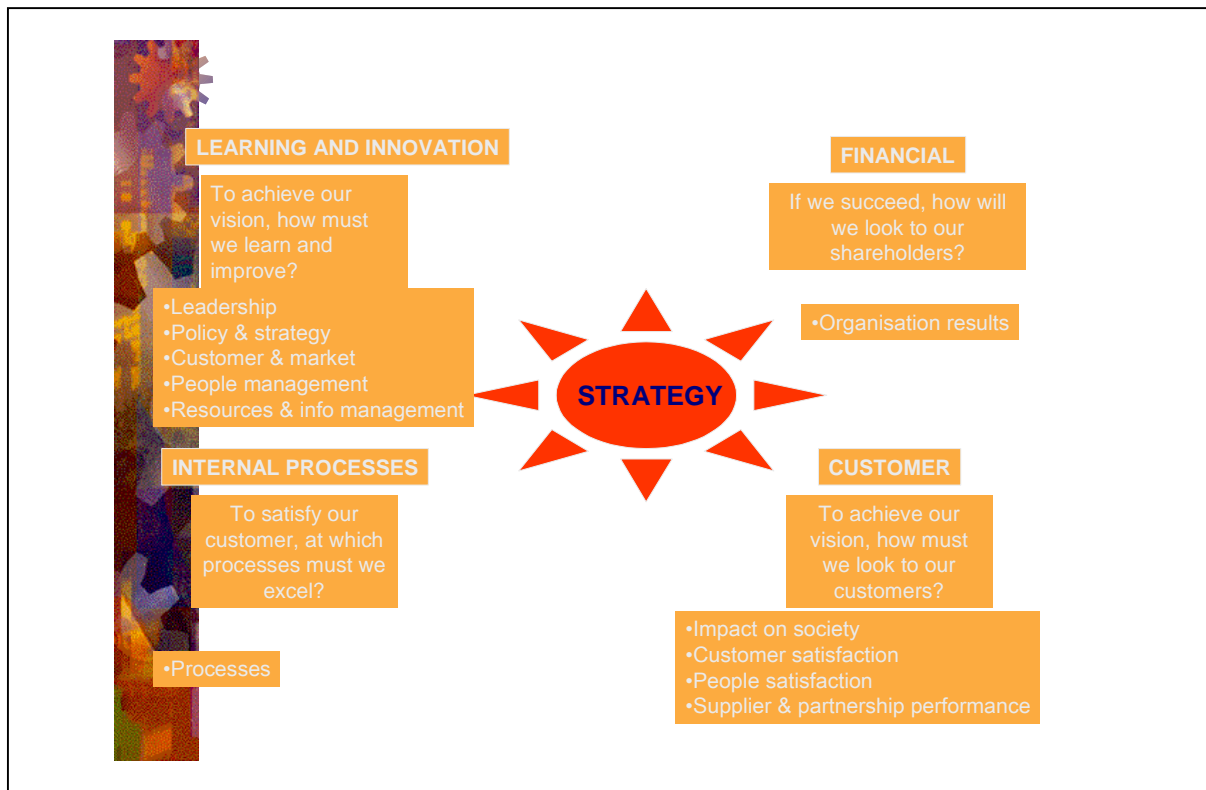 LEARNING AND INNOVATION
To achieve our
vision, how must
we learn and
improve?
•Leadership
•Policy & strategy
•Customer & market
•People management
•Resources & info management
FINANCIAL
If we succeed, how will
we look to our
shareholders?
•Organisation results
STRATEGY
INTERNAL PROCESSES
To satisfy our
customer, at which
processes must we
excel?
•Processes
CUSTOMER
To achieve our
vision, how must
we look to our
customers?
•Impact on society
•Customer satisfaction
•People satisfaction
•Supplier & partnership performance